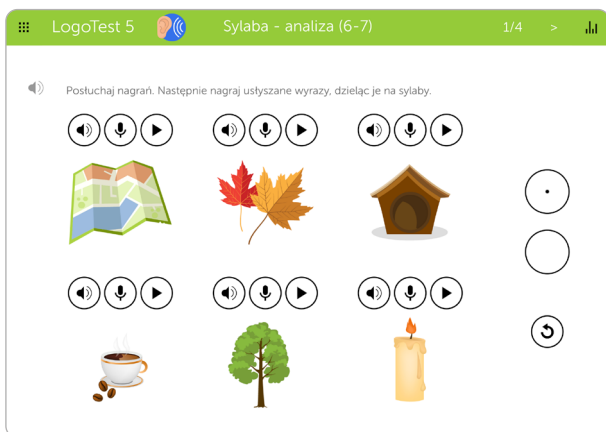 LogoTest 5 Sylaba - analiza (6-7) 1/4 >
Posłuchaj nagrań. Następnie nagraj usłyszane wyrazy, dzieląc je na sylaby.